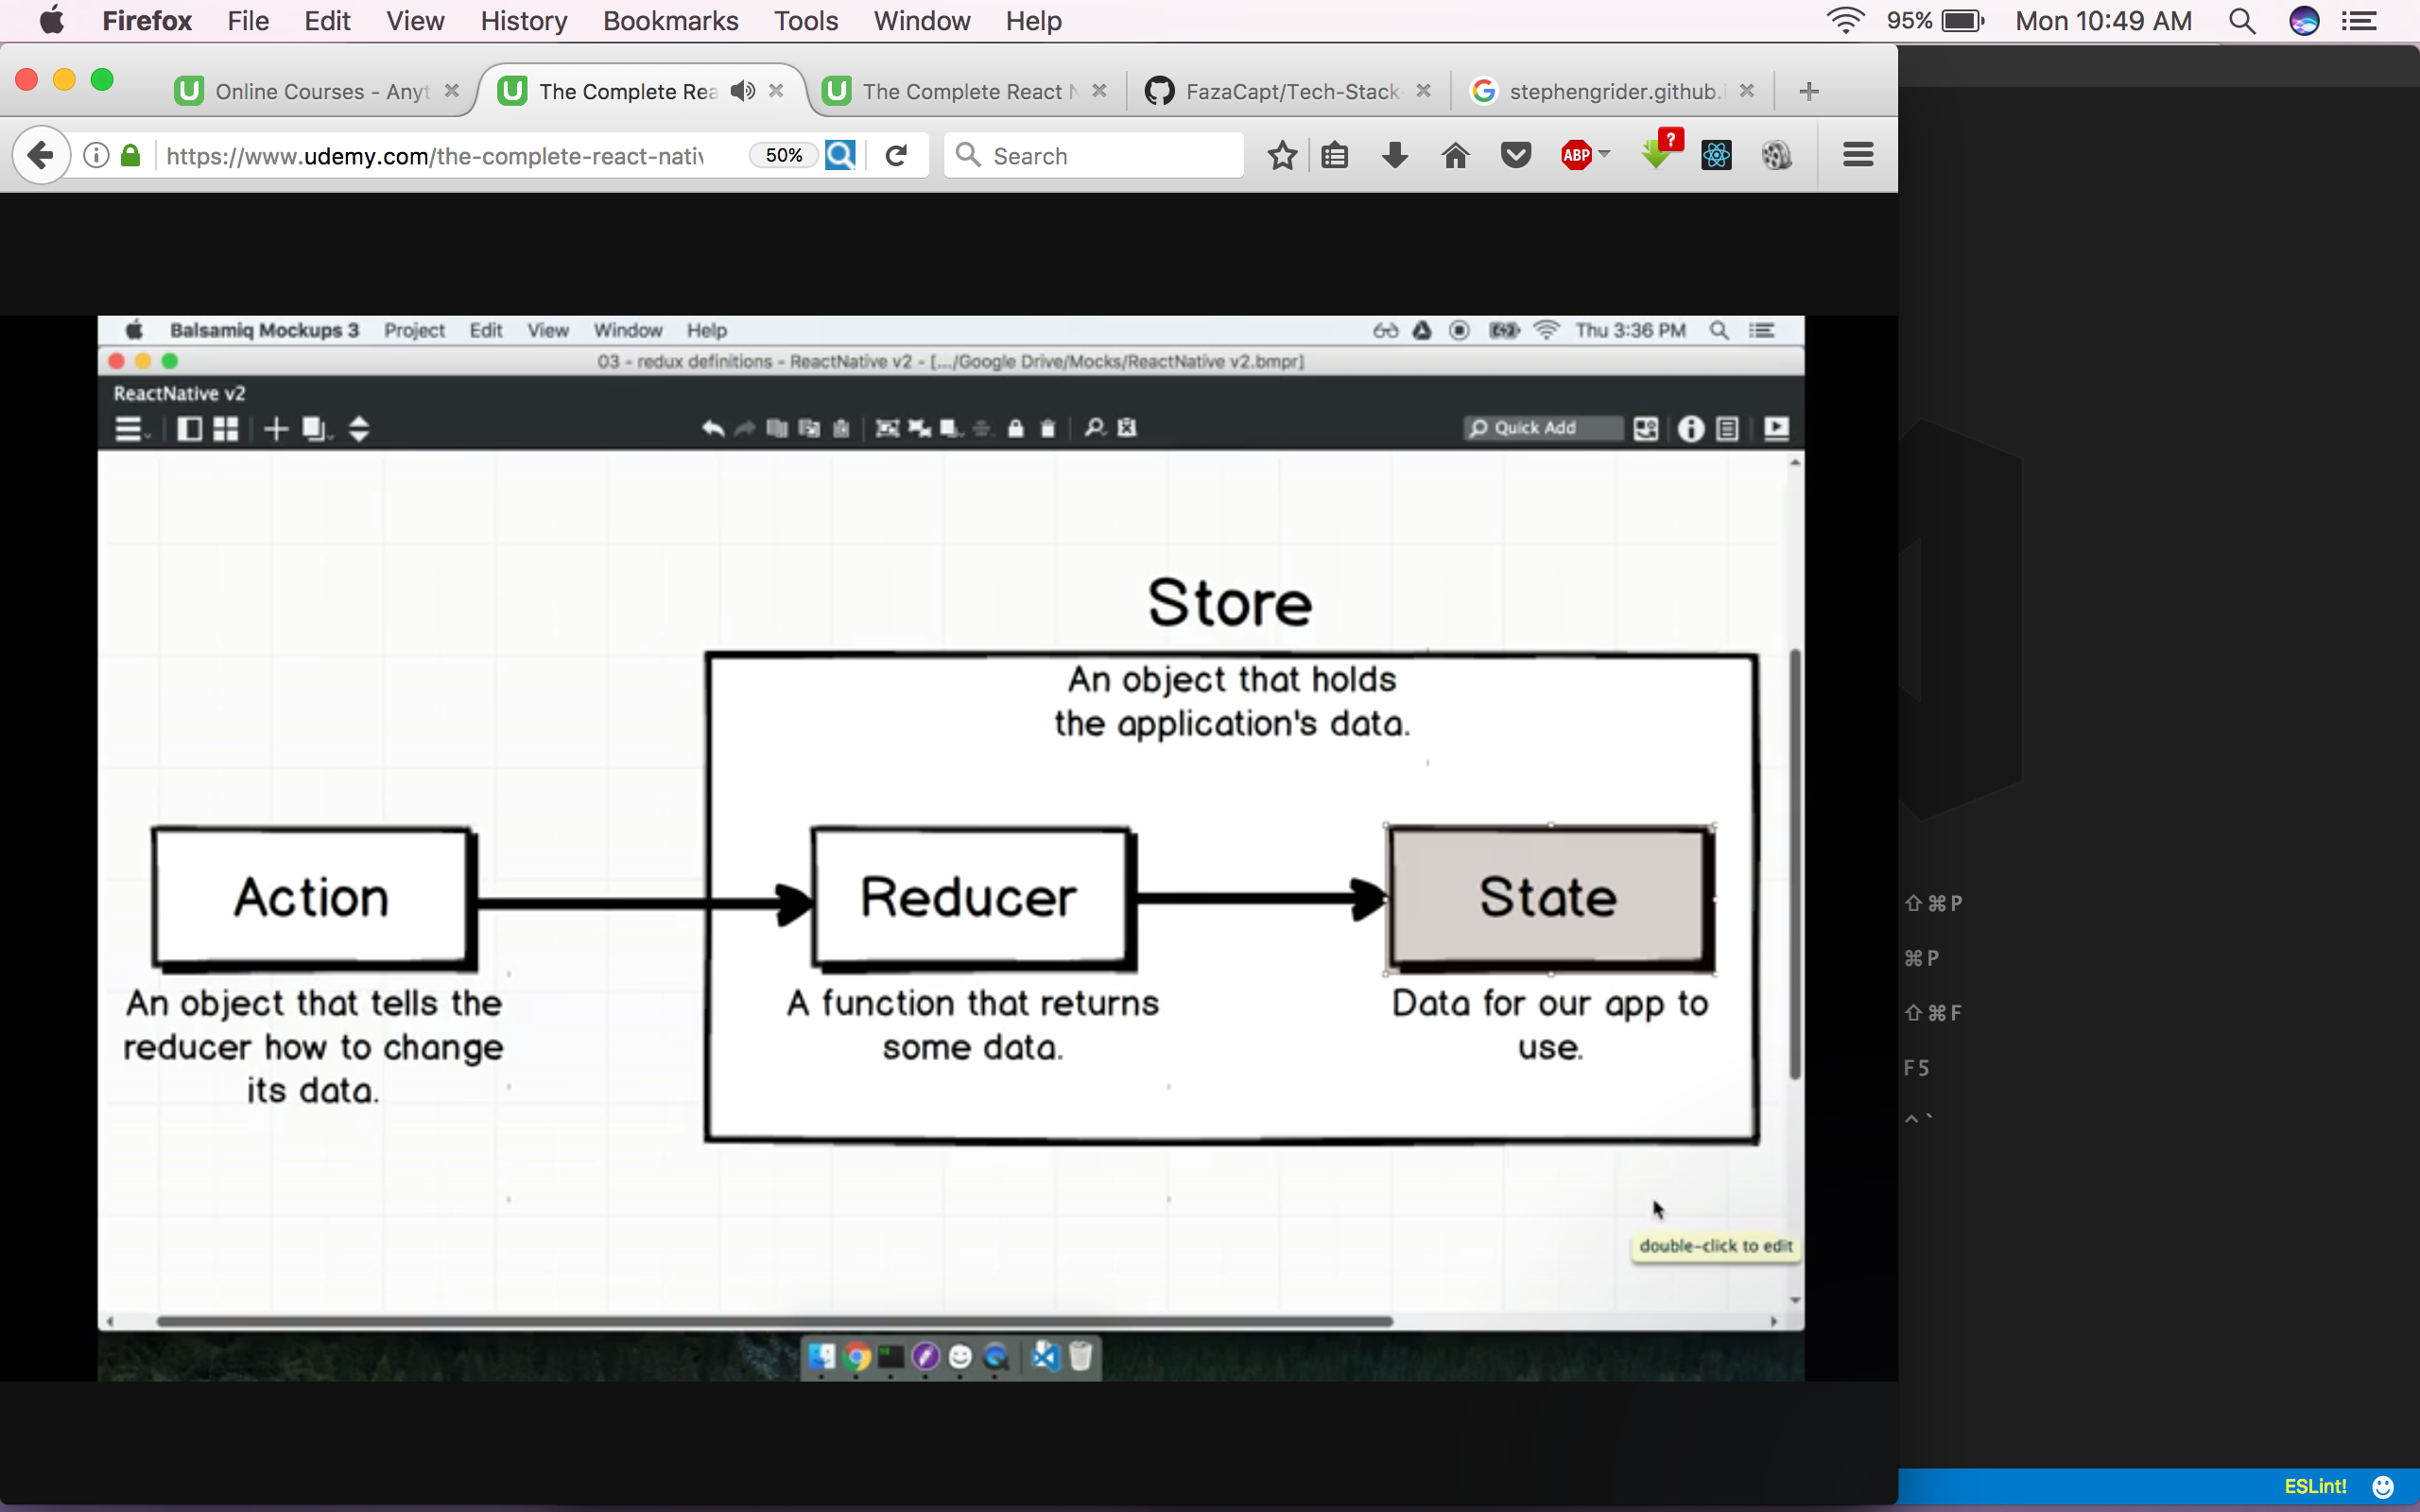 Firefox File Edit View History Bookmarks Tools Window Help 95% Mon 10:49 AM
Online Courses - Anyt The Complete Rea The Complete React N FazaCapt/Tech-Stack- stephengrider.github.i
https://www.udemy.com/the-complete-react-nativ 50% Search ABP ?
Balsamiq Mockups 3 Project Edit View Window Help Thu 3:36 PM
03 - redux definitions - ReactNative v2 - [.../Google Drive/Mocks/ReactNative v2.bmpr]
ReactNative v2
Quick Add
Store
An object that holds
the application's data.
Action
Reducer
State
An object that tells the
reducer how to change
its data.
A function that returns
some data.
Data for our app to
use.
double-click to edit
⇧⌘P
⌘P
⇧⌘F
F5
^`
ESLint!